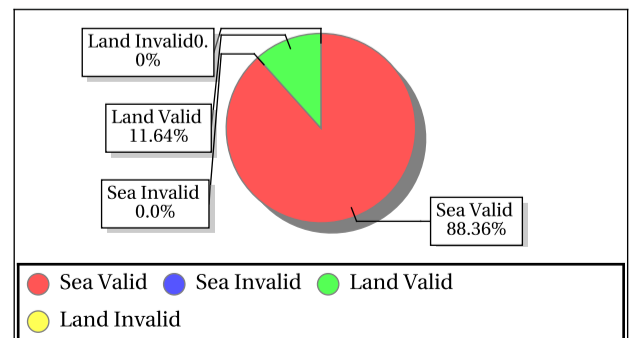 Land Invalid0.
0%
Land Valid
11.64%
Sea Invalid
0.0%
Sea Valid
88.36%
Sea Valid
Sea Invalid
Land Valid
Land Invalid